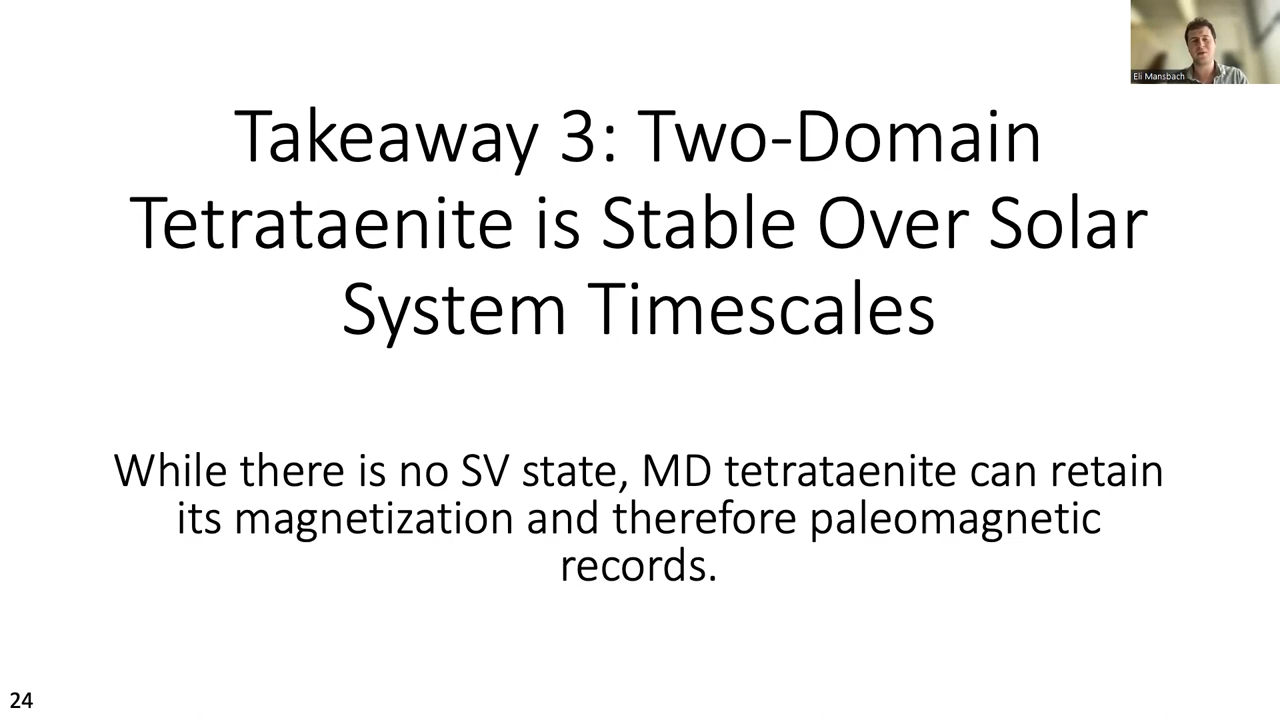 Eli Mansbach
Takeaway 3: Two-Domain
Tetrataenite is Stable Over Solar
System Timescales
While there is no SV state, MD tetrataenite can retain
its magnetization and therefore paleomagnetic
records.
24